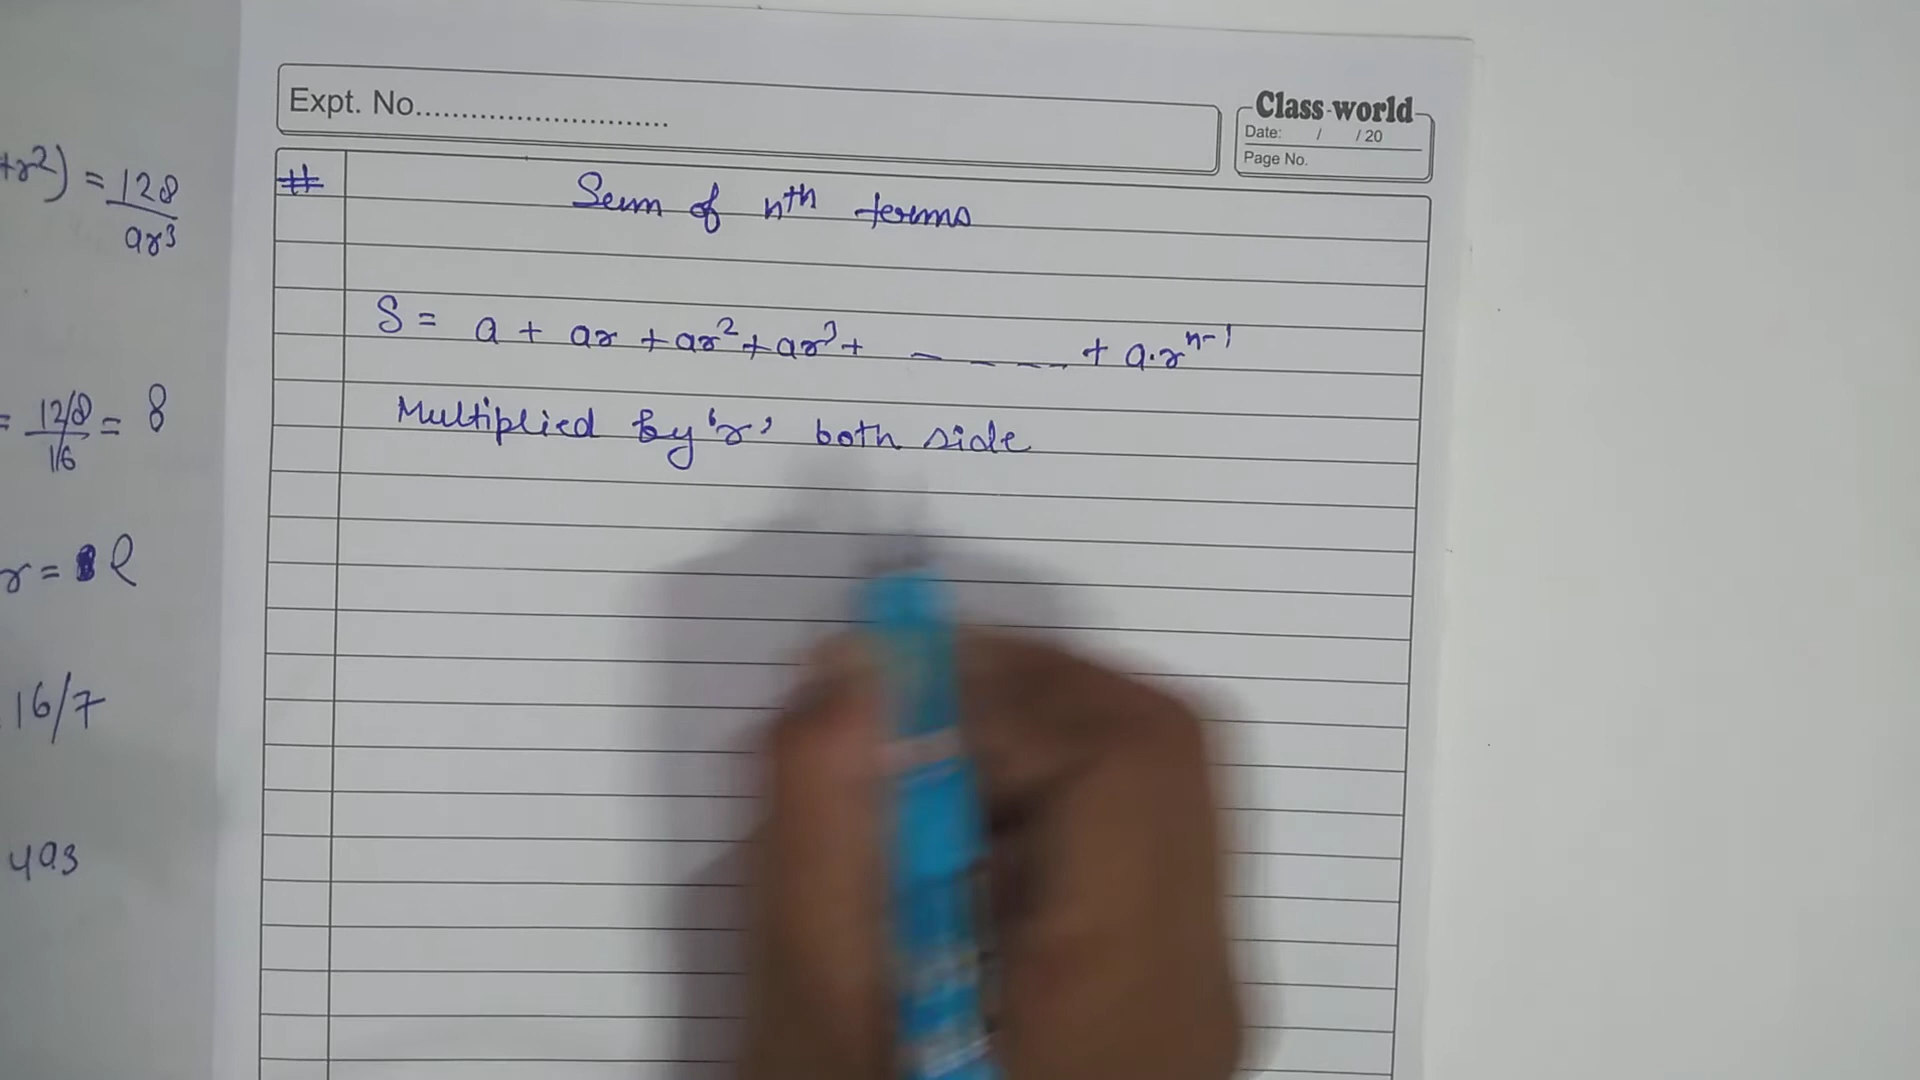 +r²) = 128
ar³
= 128 = 8
16
r = 2
16/7
493
Expt. No............................
Class world
Date: / / 20
Page No.
# Sum of nth terms
S = a + ar + ar² + ar³ + _ _ _ _ + a.r^n-1
Multiplied by 'r' both side